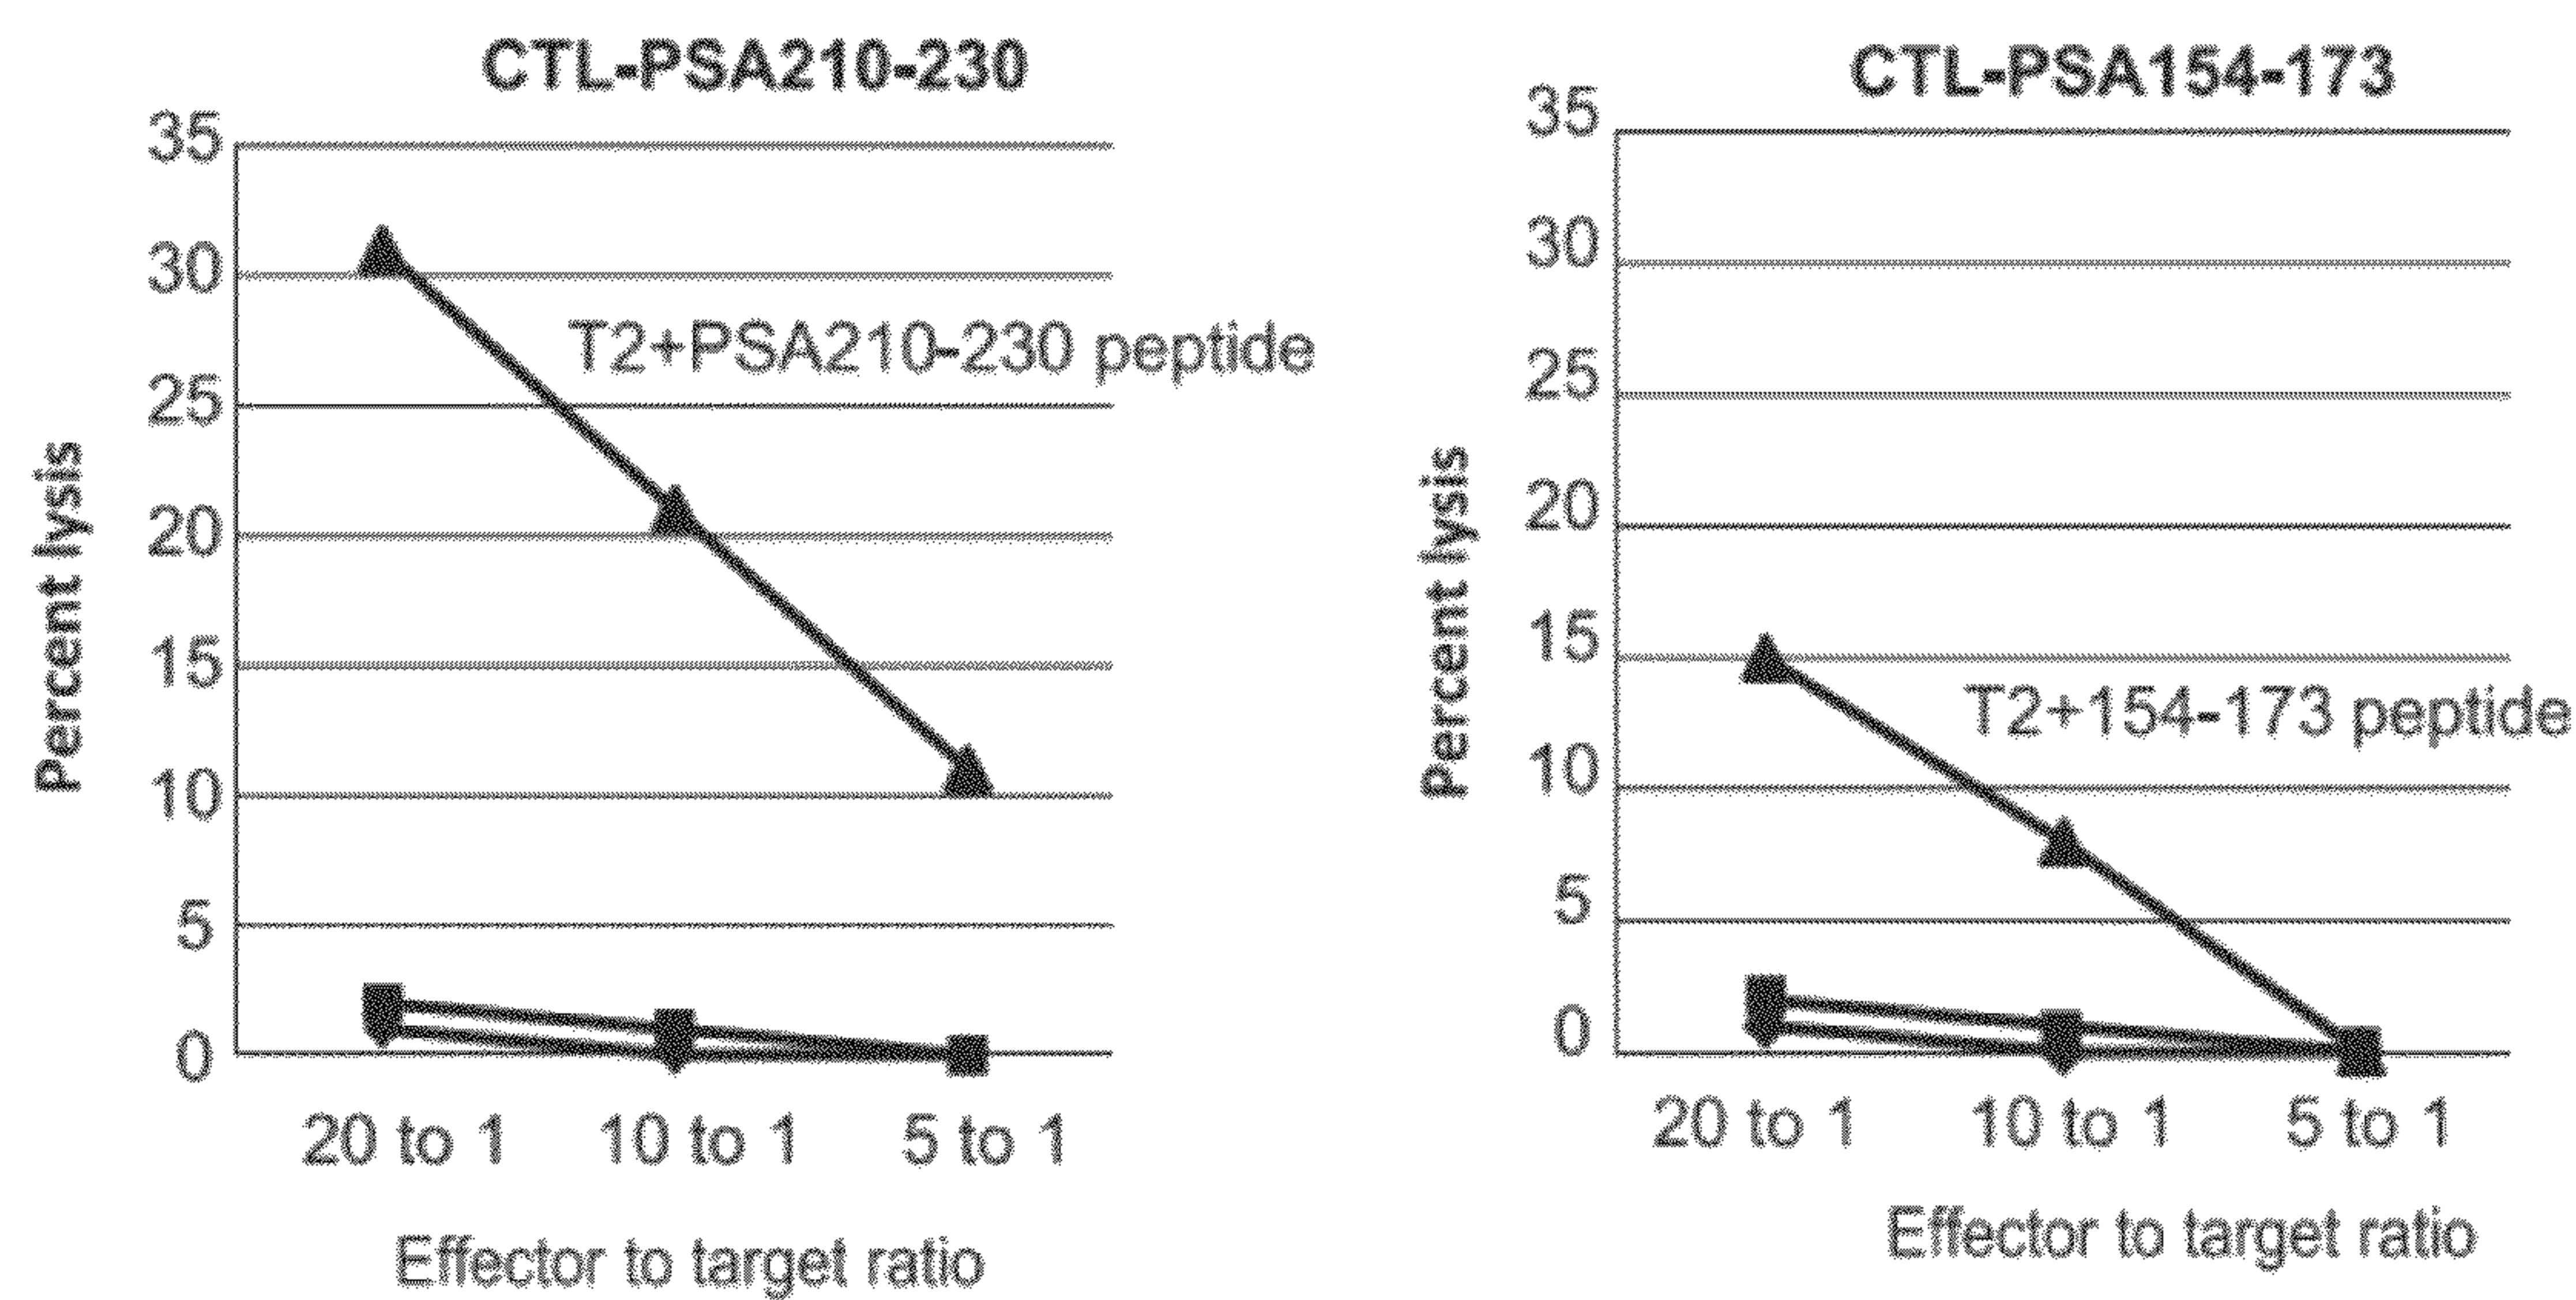 CTL-PSA210-230
35
30
25
20
15
10
5
0
Percent lysis
T2+PSA210-230 peptide
20 to 1 10 to 1 5 to 1
Effector to target ratio
CTL-PSA154-173
35
30
25
20
15
10
5
0
Percent lysis
T2+154-173 peptide
20 to 1 10 to 1 5 to 1
Effector to target ratio